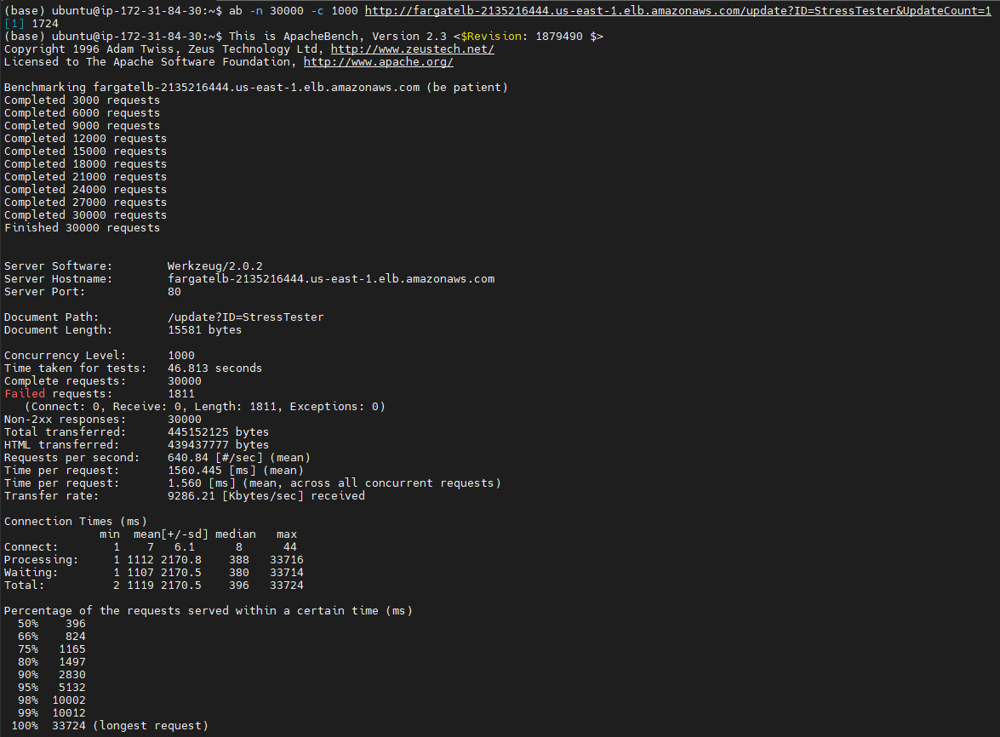 (base) ubuntu@ip-172-31-84-30:~$ ab -n 30000 -c 1000 http://fargatelb-2135216444.us-east-1.elb.amazonaws.com/update?ID=StressTester&UpdateCount=1
[1] 1724
(base) ubuntu@ip-172-31-84-30:~$ This is ApacheBench, Version 2.3 <$Revision: 1879490 $>
Copyright 1996 Adam Twiss, Zeus Technology Ltd, http://www.zeustech.net/
Licensed to The Apache Software Foundation, http://www.apache.org/

Benchmarking fargatelb-2135216444.us-east-1.elb.amazonaws.com (be patient)
Completed 3000 requests
Completed 6000 requests
Completed 9000 requests
Completed 12000 requests
Completed 15000 requests
Completed 18000 requests
Completed 21000 requests
Completed 24000 requests
Completed 27000 requests
Completed 30000 requests
Finished 30000 requests

Server Software:        Werkzeug/2.0.2
Server Hostname:        fargatelb-2135216444.us-east-1.elb.amazonaws.com
Server Port:            80

Document Path:          /update?ID=StressTester
Document Length:        15581 bytes

Concurrency Level:      1000
Time taken for tests:   46.813 seconds
Complete requests:      30000
Failed requests:        1811
   (Connect: 0, Receive: 0, Length: 1811, Exceptions: 0)
Non-2xx responses:      30000
Total transferred:      445152125 bytes
HTML transferred:       439437777 bytes
Requests per second:    640.84 [#/sec] (mean)
Time per request:       1560.445 [ms] (mean)
Time per request:       1.560 [ms] (mean, across all concurrent requests)
Transfer rate:          9286.21 [Kbytes/sec] received

Connection Times (ms)
              min  mean[+/-sd] median   max
Connect:        1    7   6.1      8      44
Processing:     1 1112 2170.8    388   33716
Waiting:        1 1107 2170.5    380   33714
Total:          2 1119 2170.5    396   33724

Percentage of the requests served within a certain time (ms)
  50%    396
  66%    824
  75%   1165
  80%   1497
  90%   2830
  95%   5132
  98%  10002
  99%  10012
 100%  33724 (longest request)